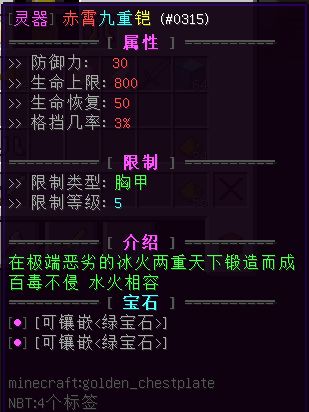 [灵器] 赤霄九重铠 (#0315)
========== [ 属性 ] ==========
>> 防御力: 30
>> 生命上限: 800
>> 生命恢复: 50
>> 格挡几率: 3%
========== [ 限制 ] ==========
>> 限制类型: 胸甲
>> 限制等级: 5
========== [ 介绍 ] ==========
在极端恶劣的冰火两重天下锻造而成
百毒不侵 水火相容
========== [ 宝石 ] ==========
[●] [可镶嵌<绿宝石>]
[●] [可镶嵌<绿宝石>]
minecraft:golden_chestplate
NBT:4个标签